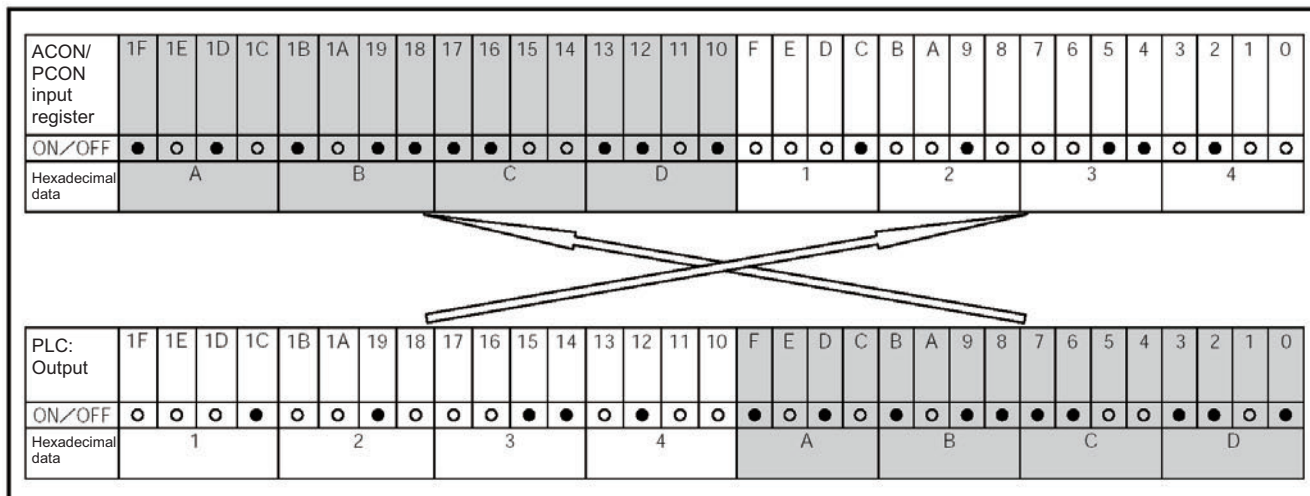 ACON/
PCON
input
register
1F 1E 1D 1C 1B 1A 19 18 17 16 15 14 13 12 11 10 F E D C B A 9 8 7 6 5 4 3 2 1 0
ON/OFF ● ○ ● ○ ● ○ ● ● ● ● ○ ○ ● ● ○ ● ○ ○ ○ ● ○ ○ ● ○ ○ ○ ● ● ○ ● ○ ○
Hexadecimal
data
A B C D 1 2 3 4
PLC:
Output
1F 1E 1D 1C 1B 1A 19 18 17 16 15 14 13 12 11 10 F E D C B A 9 8 7 6 5 4 3 2 1 0
ON/OFF ○ ○ ○ ● ○ ○ ● ○ ○ ○ ● ● ○ ● ○ ○ ● ○ ● ○ ● ○ ● ● ● ● ○ ○ ● ● ○ ●
Hexadecimal
data
1 2 3 4 A B C D